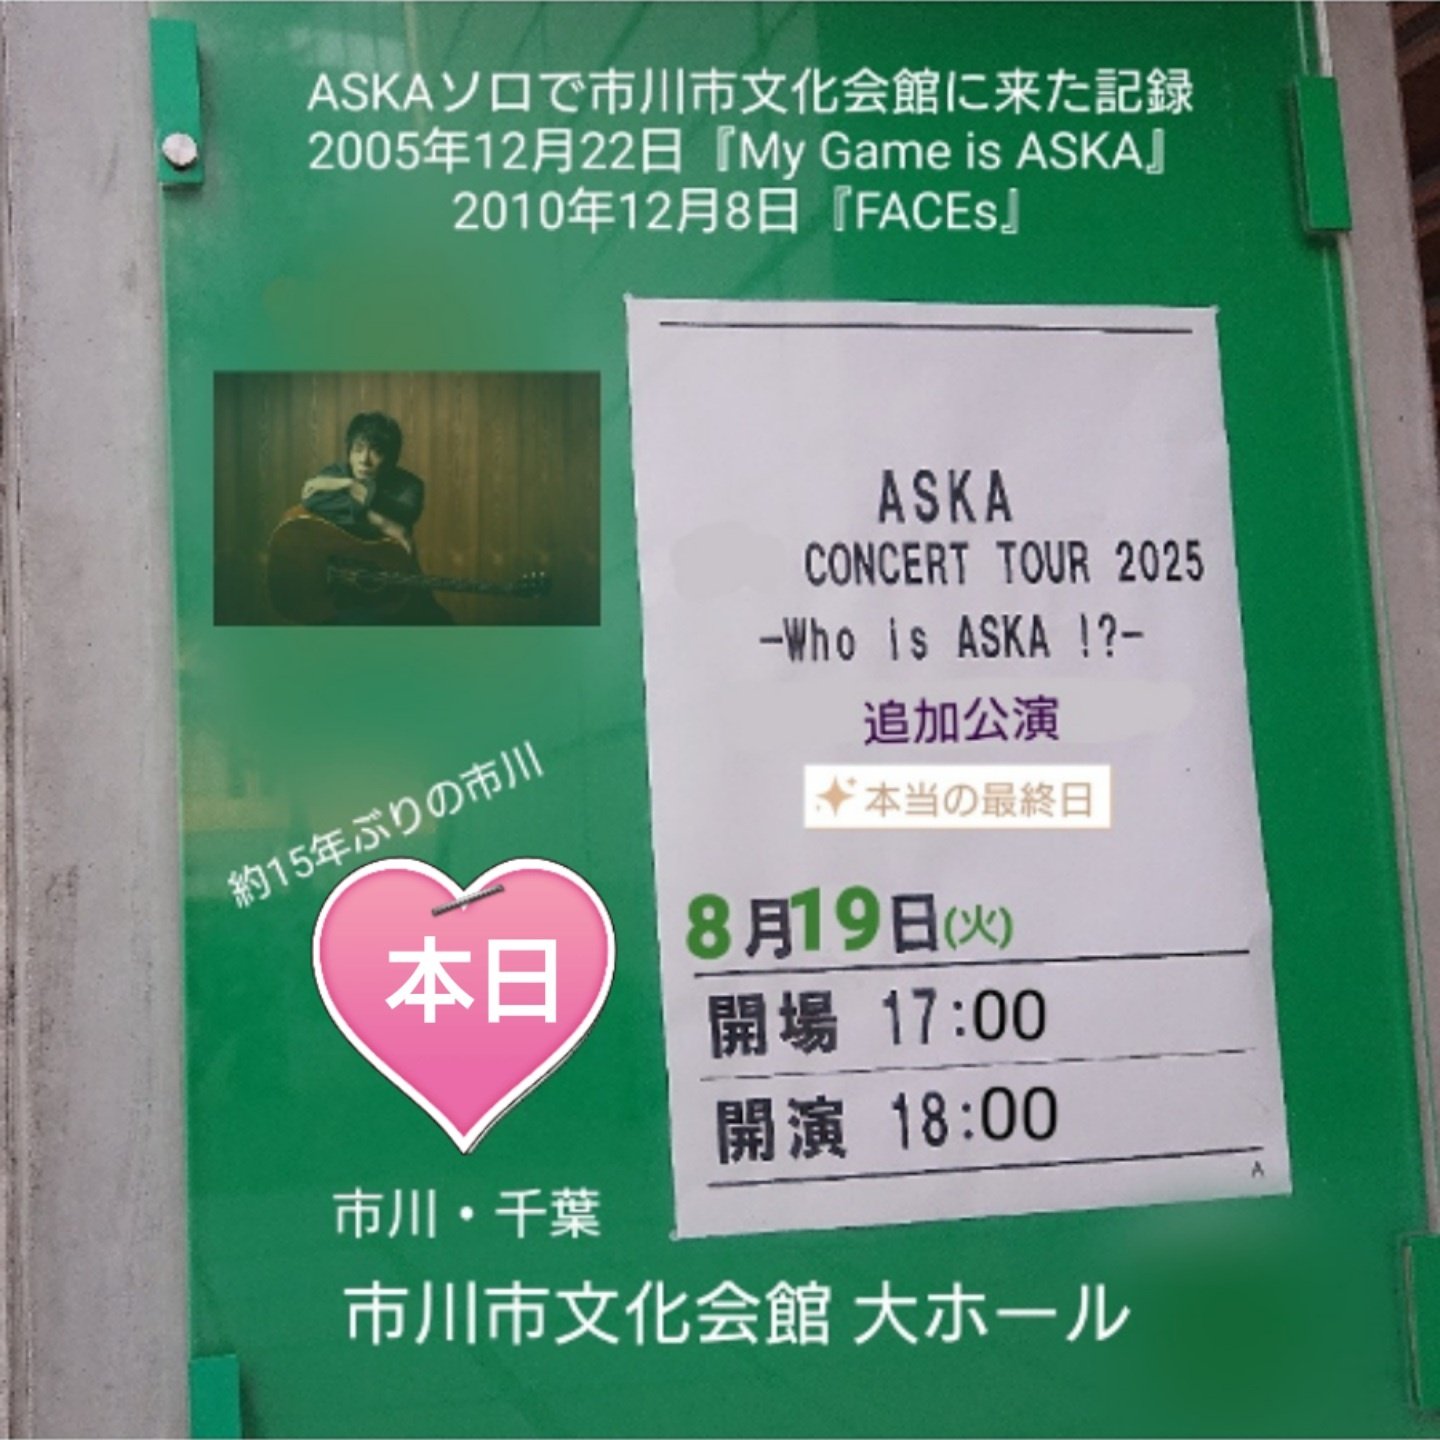 ASKAソロで市川市文化会館に来た記録
2005年12月22日『My Game is ASKA』
2010年12月8日『FACEs』
ASKA
CONCERT TOUR 2025
-Who is ASKA !?-
追加公演
本当の最終日
8月19日(火)
開場 17:00
開演 18:00
A
約15年ぶりの市川
本日
市川・千葉
市川市文化会館 大ホール